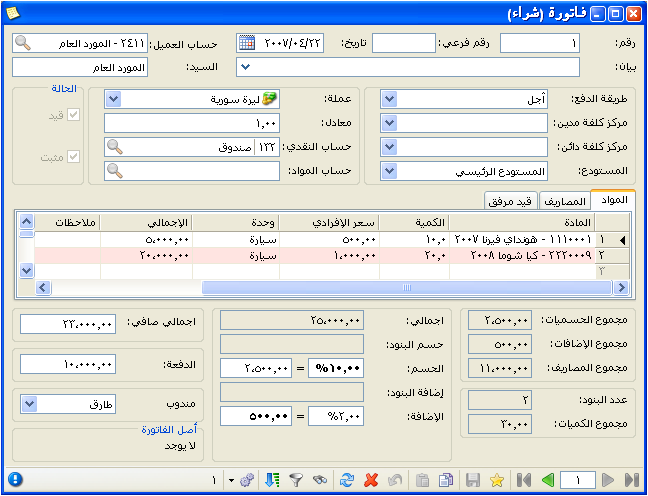 فاتورة (شراء)
رقم: ١ رقم فرعي: تاريخ: ٢٠٠٧/٠٤/٢٢ حساب العميل: ٢٤١١ - المورد العام
بيان: السيد: المورد العام
طريقة الدفع: آجل
مركز كلفة مدين:
مركز كلفة دائن:
المستودع: المستودع الرئيسي
عملة: ليرة سورية
معادل: ١,٠٠
حساب النقدي: ١٣٢ صندوق
حساب المواد:
الحالة
قيد
مثبت
المواد المصاريف قيد مرفق
المادة الكمية سعر الإفرادي وحدة الإجمالي ملاحظات
١ ١١١٠٠٠١ - هونداي فيرنا ٢٠٠٧ ١٠,٠ ٥٠٠,٠٠ سيارة ٥,٠٠٠,٠٠
٢ ٢٢٢٠٠٠٩ - كيا شوما ٢٠٠٨ ٢٠,٠ ١,٠٠٠,٠٠ سيارة ٢٠,٠٠٠,٠٠
٣
مجموع الحسميات: ٢,٥٠٠,٠٠
مجموع الإضافات: ٥٠٠,٠٠
مجموع المصاريف: ١١,٠٠٠,٠٠
عدد البنود: ٢
مجموع الكميات: ٣٠,٠٠
اجمالي: ٢٥,٠٠٠,٠٠
حسم البنود:
الحسم: ١٠,٠٠% = ٢,٥٠٠,٠٠
إضافة البنود:
الإضافة: ٢,٠٠% = ٥٠٠,٠٠
اجمالي صافي: ٢٣,٠٠٠,٠٠
الدفعة: ١٠,٠٠٠,٠٠
مندوب طارق
أصل الفاتورة
لا يوجد
١ ١